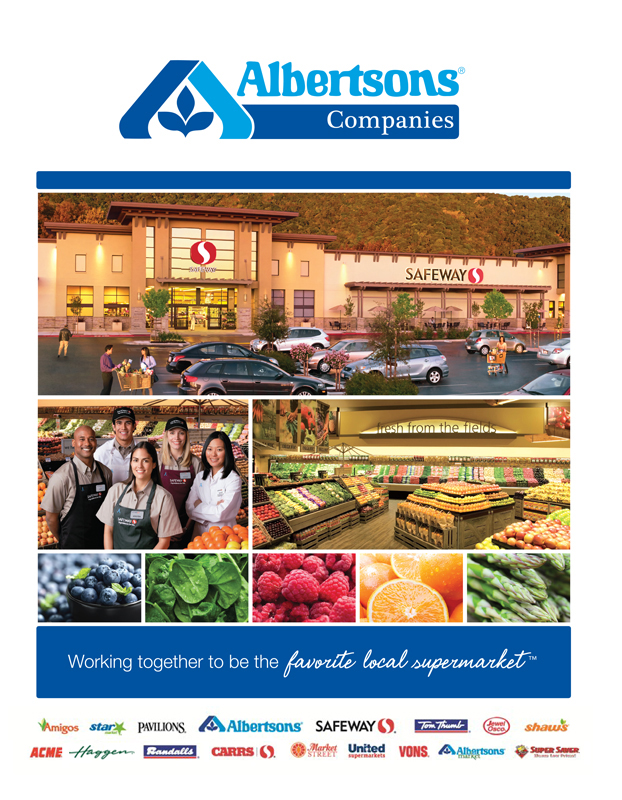 Albertsons®
Companies
SAFEWAY
SAFEWAY
fresh from the fields
SAFEWAY
Working together to be the favorite local supermarket™
Amigos star market PAVILIONS. Albertsons® SAFEWAY Tom Thumb Jewel Osco. shaw's
ACME Haggen Randalls CARRS Market STREET United supermarkets VONS. Albertsons market SUPER SAVER